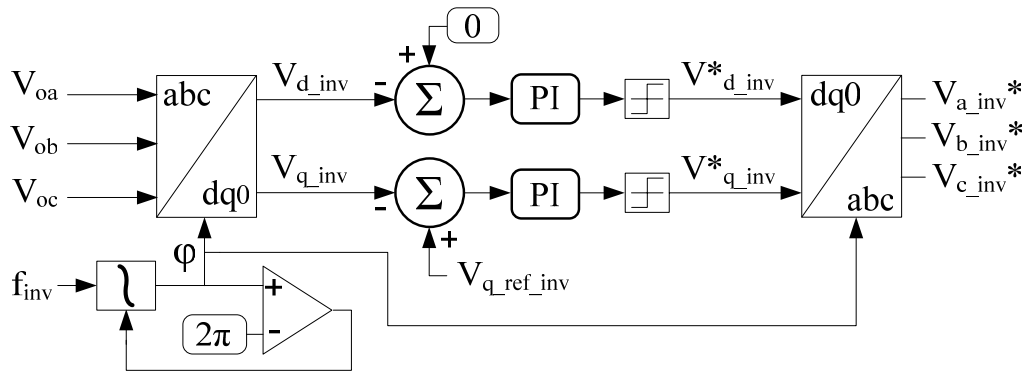 0
V_oa
V_ob
V_oc
abc
dq0
V_d_inv
V_q_inv
+
-
Σ
PI
V*_d_inv
-
Σ
+
PI
V*_q_inv
V_q_ref_inv
dq0
abc
V_a_inv*
V_b_inv*
V_c_inv*
φ
f_inv
∫
+
-
2π